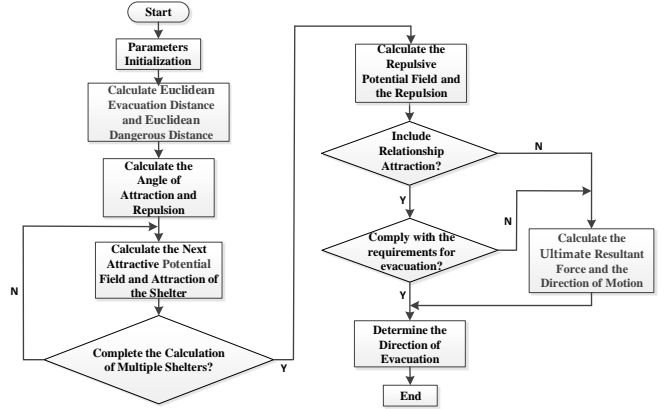 Start
Parameters
Initialization
Calculate Euclidean
Evacuation Distance
and Euclidean
Dangerous Distance
Calculate the
Angle of
Attraction and
Repulsion
Calculate the Next
Attractive Potential
Field and Attraction of
the Shelter
N
Complete the Calculation
of Multiple Shelters?
Y
Calculate the
Repulsive
Potential Field and
the Repulsion
Include
Relationship
Attraction?
N
Y
N
Comply with the
requirements for
evacuation?
Calculate the
Ultimate Resultant
Force and the
Direction of Motion
Y
Determine the
Direction of
Evacuation
End